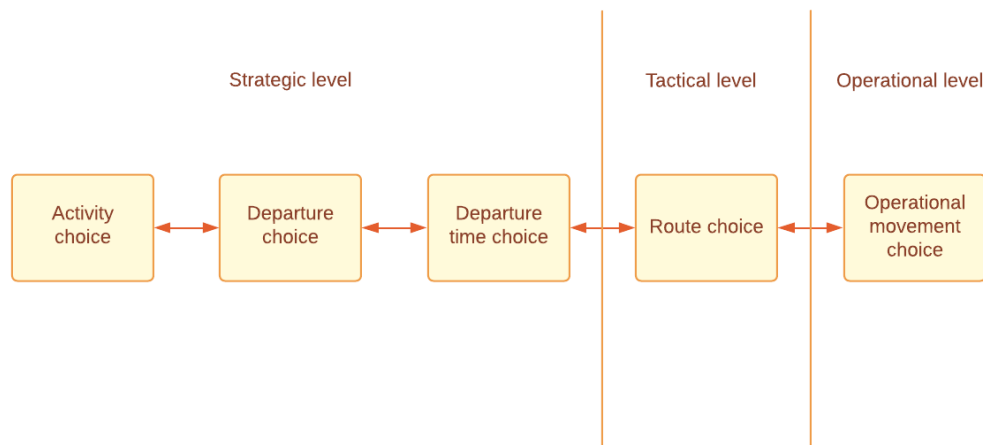 Strategic level
Tactical level
Operational level
Activity
choice
Departure
choice
Departure
time choice
Route choice
Operational
movement
choice